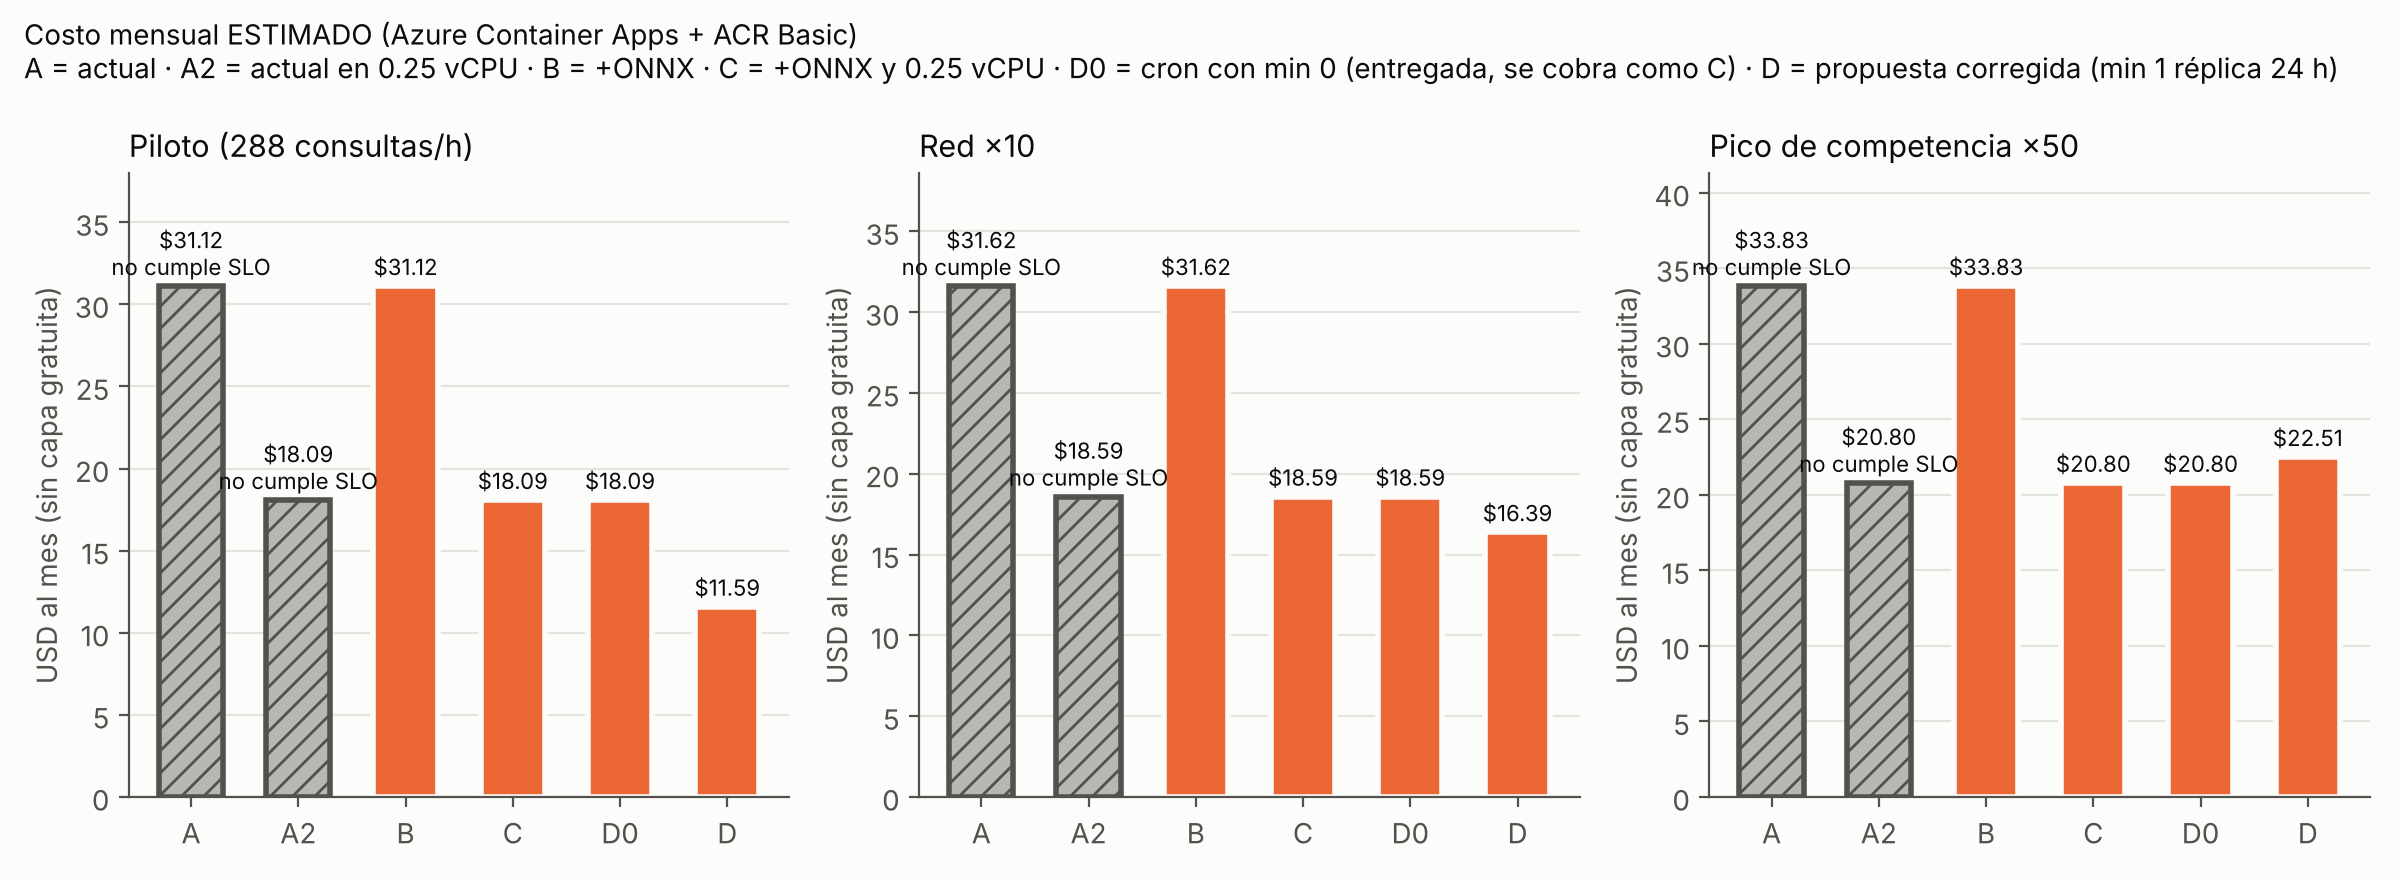 Costo mensual ESTIMADO (Azure Container Apps + ACR Basic)
A = actual · A2 = actual en 0.25 vCPU · B = +ONNX · C = +ONNX y 0.25 vCPU · D0 = cron con min 0 (entregada, se cobra como C) · D = propuesta corregida (min 1 réplica 24 h)
Piloto (288 consultas/h)
USD al mes (sin capa gratuita)
35
30
25
20
15
10
5
0
$31.12
no cumple SLO
$18.09
no cumple SLO
$31.12
$18.09
$18.09
$11.59
A
A2
B
C
D0
D
Red ×10
USD al mes (sin capa gratuita)
35
30
25
20
15
10
5
0
$31.62
no cumple SLO
$18.59
no cumple SLO
$31.62
$18.59
$18.59
$16.39
A
A2
B
C
D0
D
Pico de competencia ×50
USD al mes (sin capa gratuita)
40
35
30
25
20
15
10
5
0
$33.83
no cumple SLO
$20.80
no cumple SLO
$33.83
$20.80
$20.80
$22.51
A
A2
B
C
D0
D